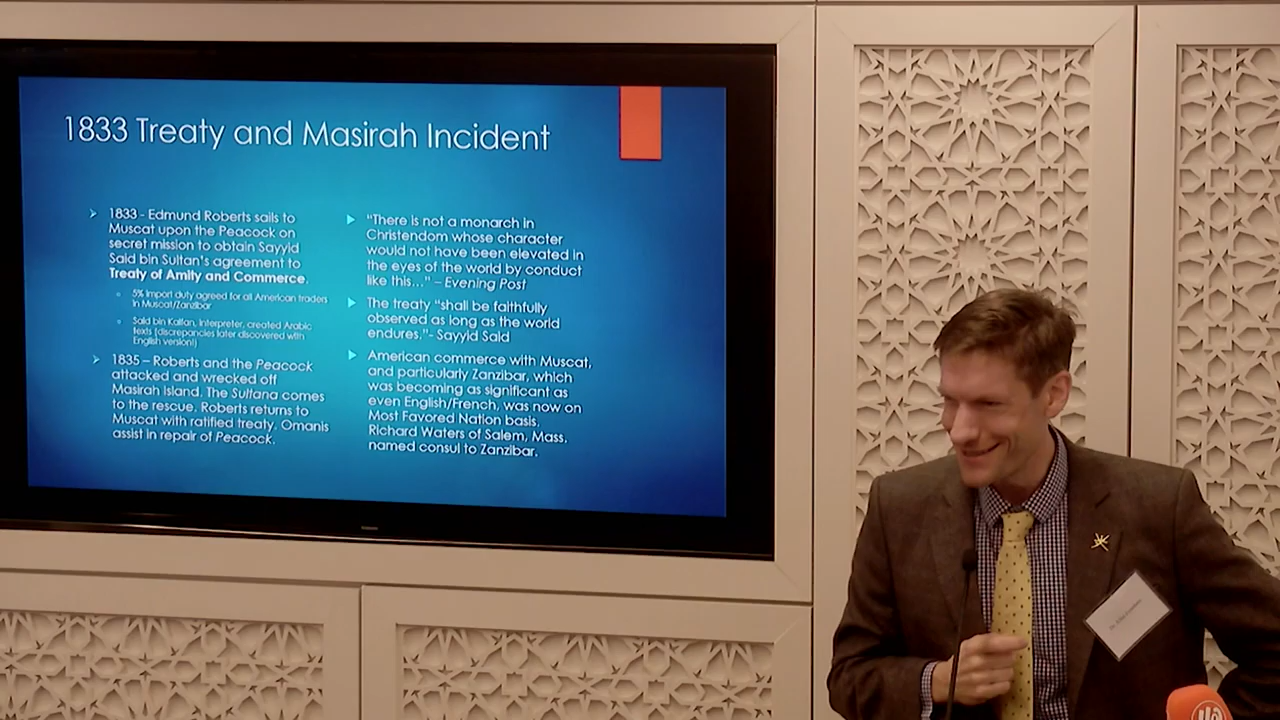 1833 Treaty and Masirah Incident
1833 - Edmund Roberts sails to
Muscat upon the Peacock on
secret mission to obtain Sayyid
Said bin Sultan's agreement to
Treaty of Amity and Commerce.
5% import duty agreed for all American traders
in Muscat/Zanzibar
Said bin Kalfan, interpreter, created Arabic
texts (discrepancies later discovered with
English version!)
1835 – Roberts and the Peacock
attacked and wrecked off
Masirah Island. The Sultana comes
to the rescue. Roberts returns to
Muscat with ratified treaty. Omanis
assist in repair of Peacock.
“There is not a monarch in
Christendom whose character
would not have been elevated in
the eyes of the world by conduct
like this…” – Evening Post
The treaty “shall be faithfully
observed as long as the world
endures.”- Sayyid Said
American commerce with Muscat,
and particularly Zanzibar, which
was becoming as significant as
even English/French, was now on
Most Favored Nation basis.
Richard Waters of Salem, Mass.
named consul to Zanzibar.